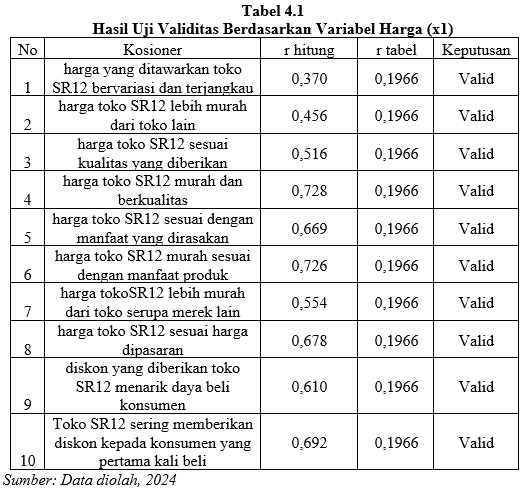 Tabel 4.1
Hasil Uji Validitas Berdasarkan Variabel Harga (x1)
No Kosioner r hitung r tabel Keputusan
1 harga yang ditawarkan toko
SR12 bervariasi dan terjangkau 0,370 0,1966 Valid
2 harga toko SR12 lebih murah
dari toko lain 0,456 0,1966 Valid
3 harga toko SR12 sesuai
kualitas yang diberikan 0,516 0,1966 Valid
4 harga toko SR12 murah dan
berkualitas 0,728 0,1966 Valid
5 harga toko SR12 sesuai dengan
manfaat yang dirasakan 0,669 0,1966 Valid
6 harga toko SR12 murah sesuai
dengan manfaat produk 0,726 0,1966 Valid
7 harga tokoSR12 lebih murah
dari toko serupa merek lain 0,554 0,1966 Valid
8 harga toko SR12 sesuai harga
dipasaran 0,678 0,1966 Valid
9 diskon yang diberikan toko
SR12 menarik daya beli
konsumen 0,610 0,1966 Valid
10 Toko SR12 sering memberikan
diskon kepada konsumen yang
pertama kali beli 0,692 0,1966 Valid
Sumber: Data diolah, 2024